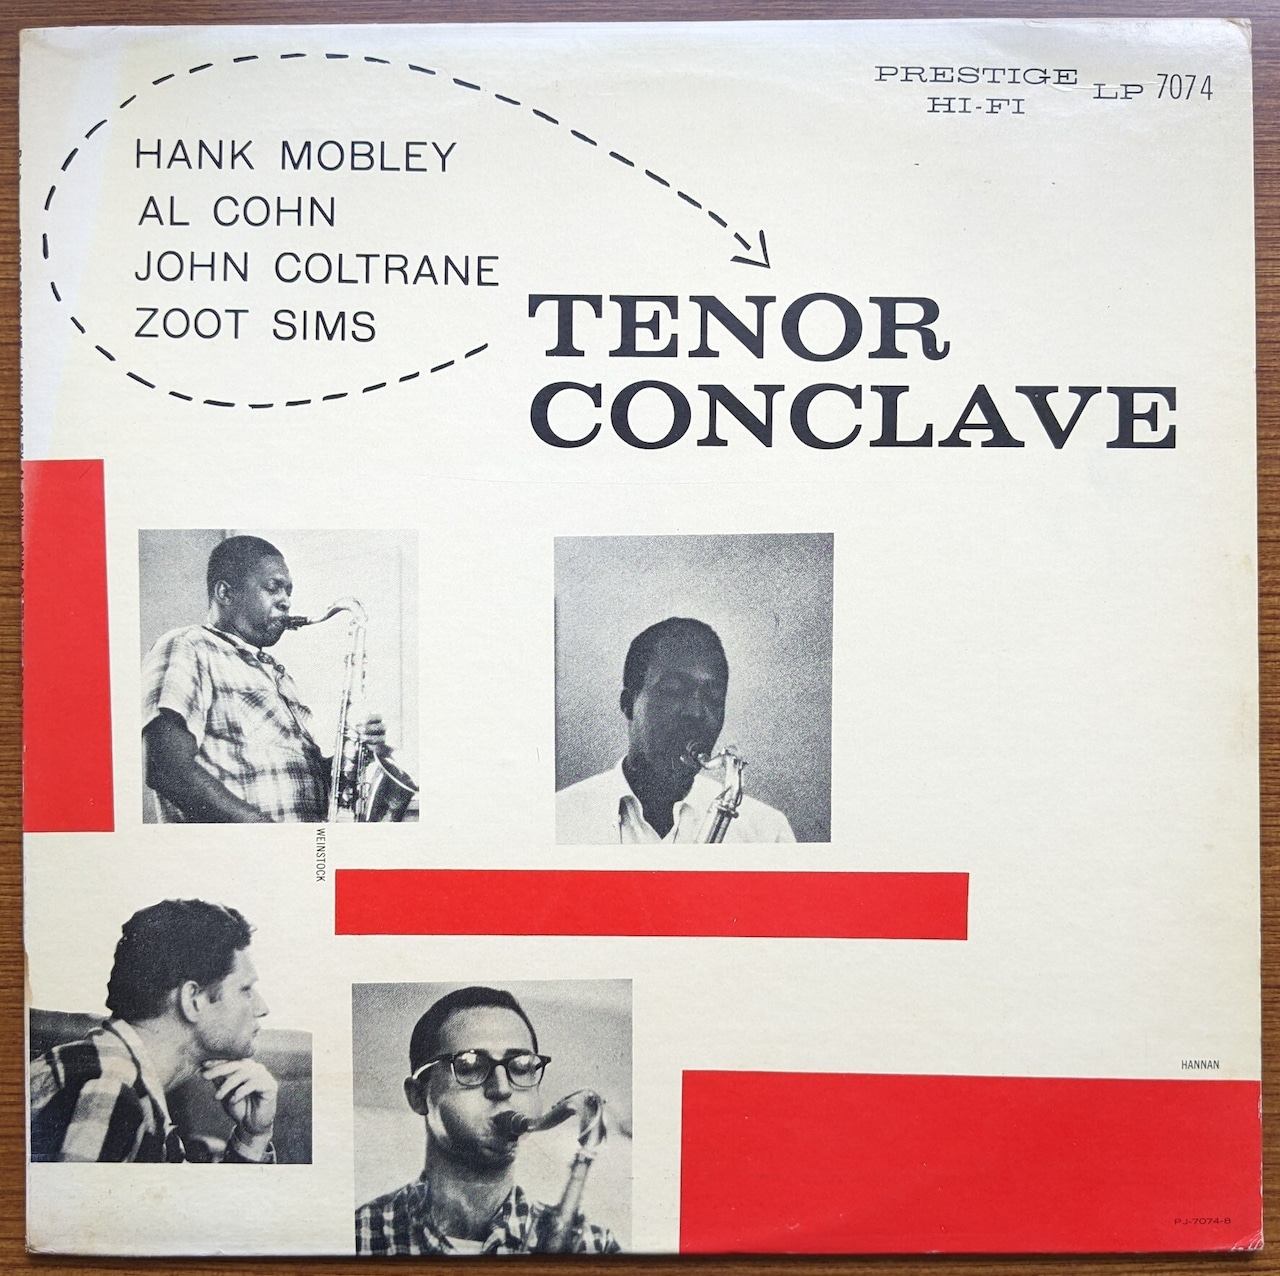 PRESTIGE LP 7074
HI-FI
HANK MOBLEY
AL COHN
JOHN COLTRANE
ZOOT SIMS
TENOR
CONCLAVE
WEINSTOCK
HANNAN
PJ-7074-B